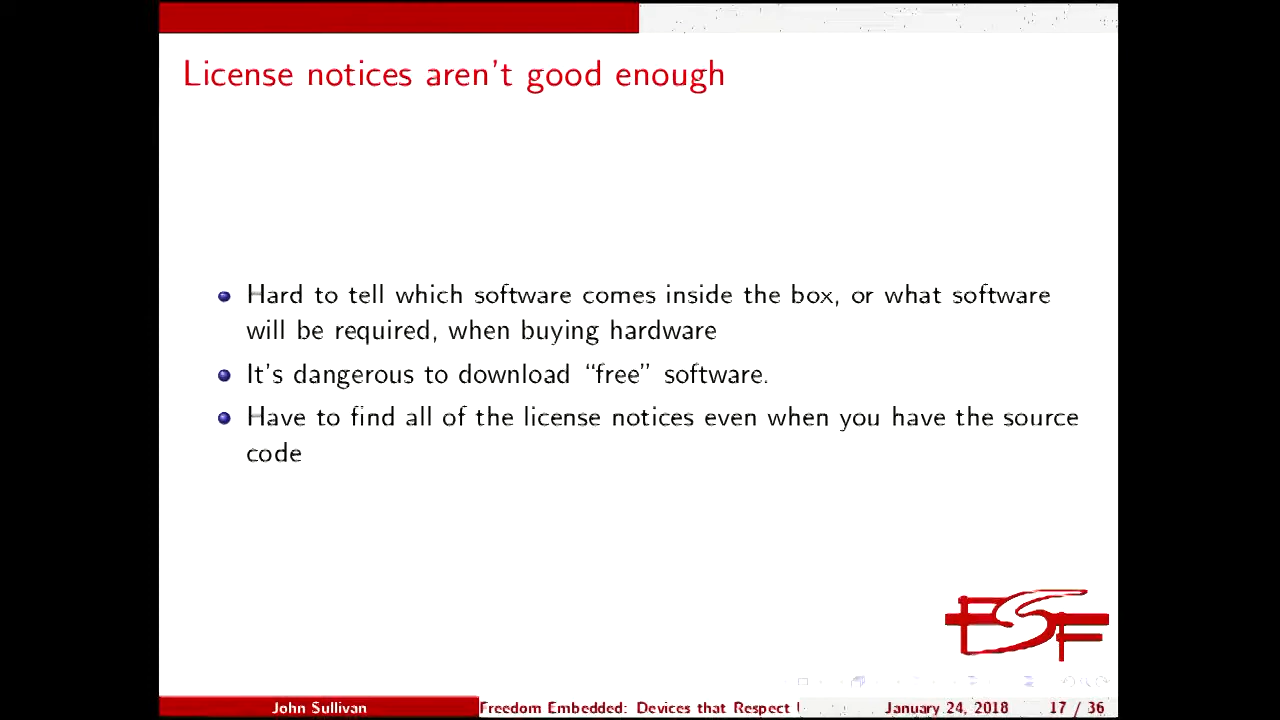 License notices aren't good enough
Hard to tell which software comes inside the box, or what software
will be required, when buying hardware
It's dangerous to download “free” software.
Have to find all of the license notices even when you have the source
code
FSF
John Sullivan
Freedom Embedded: Devices that Respect
January 24, 2018
17 / 36